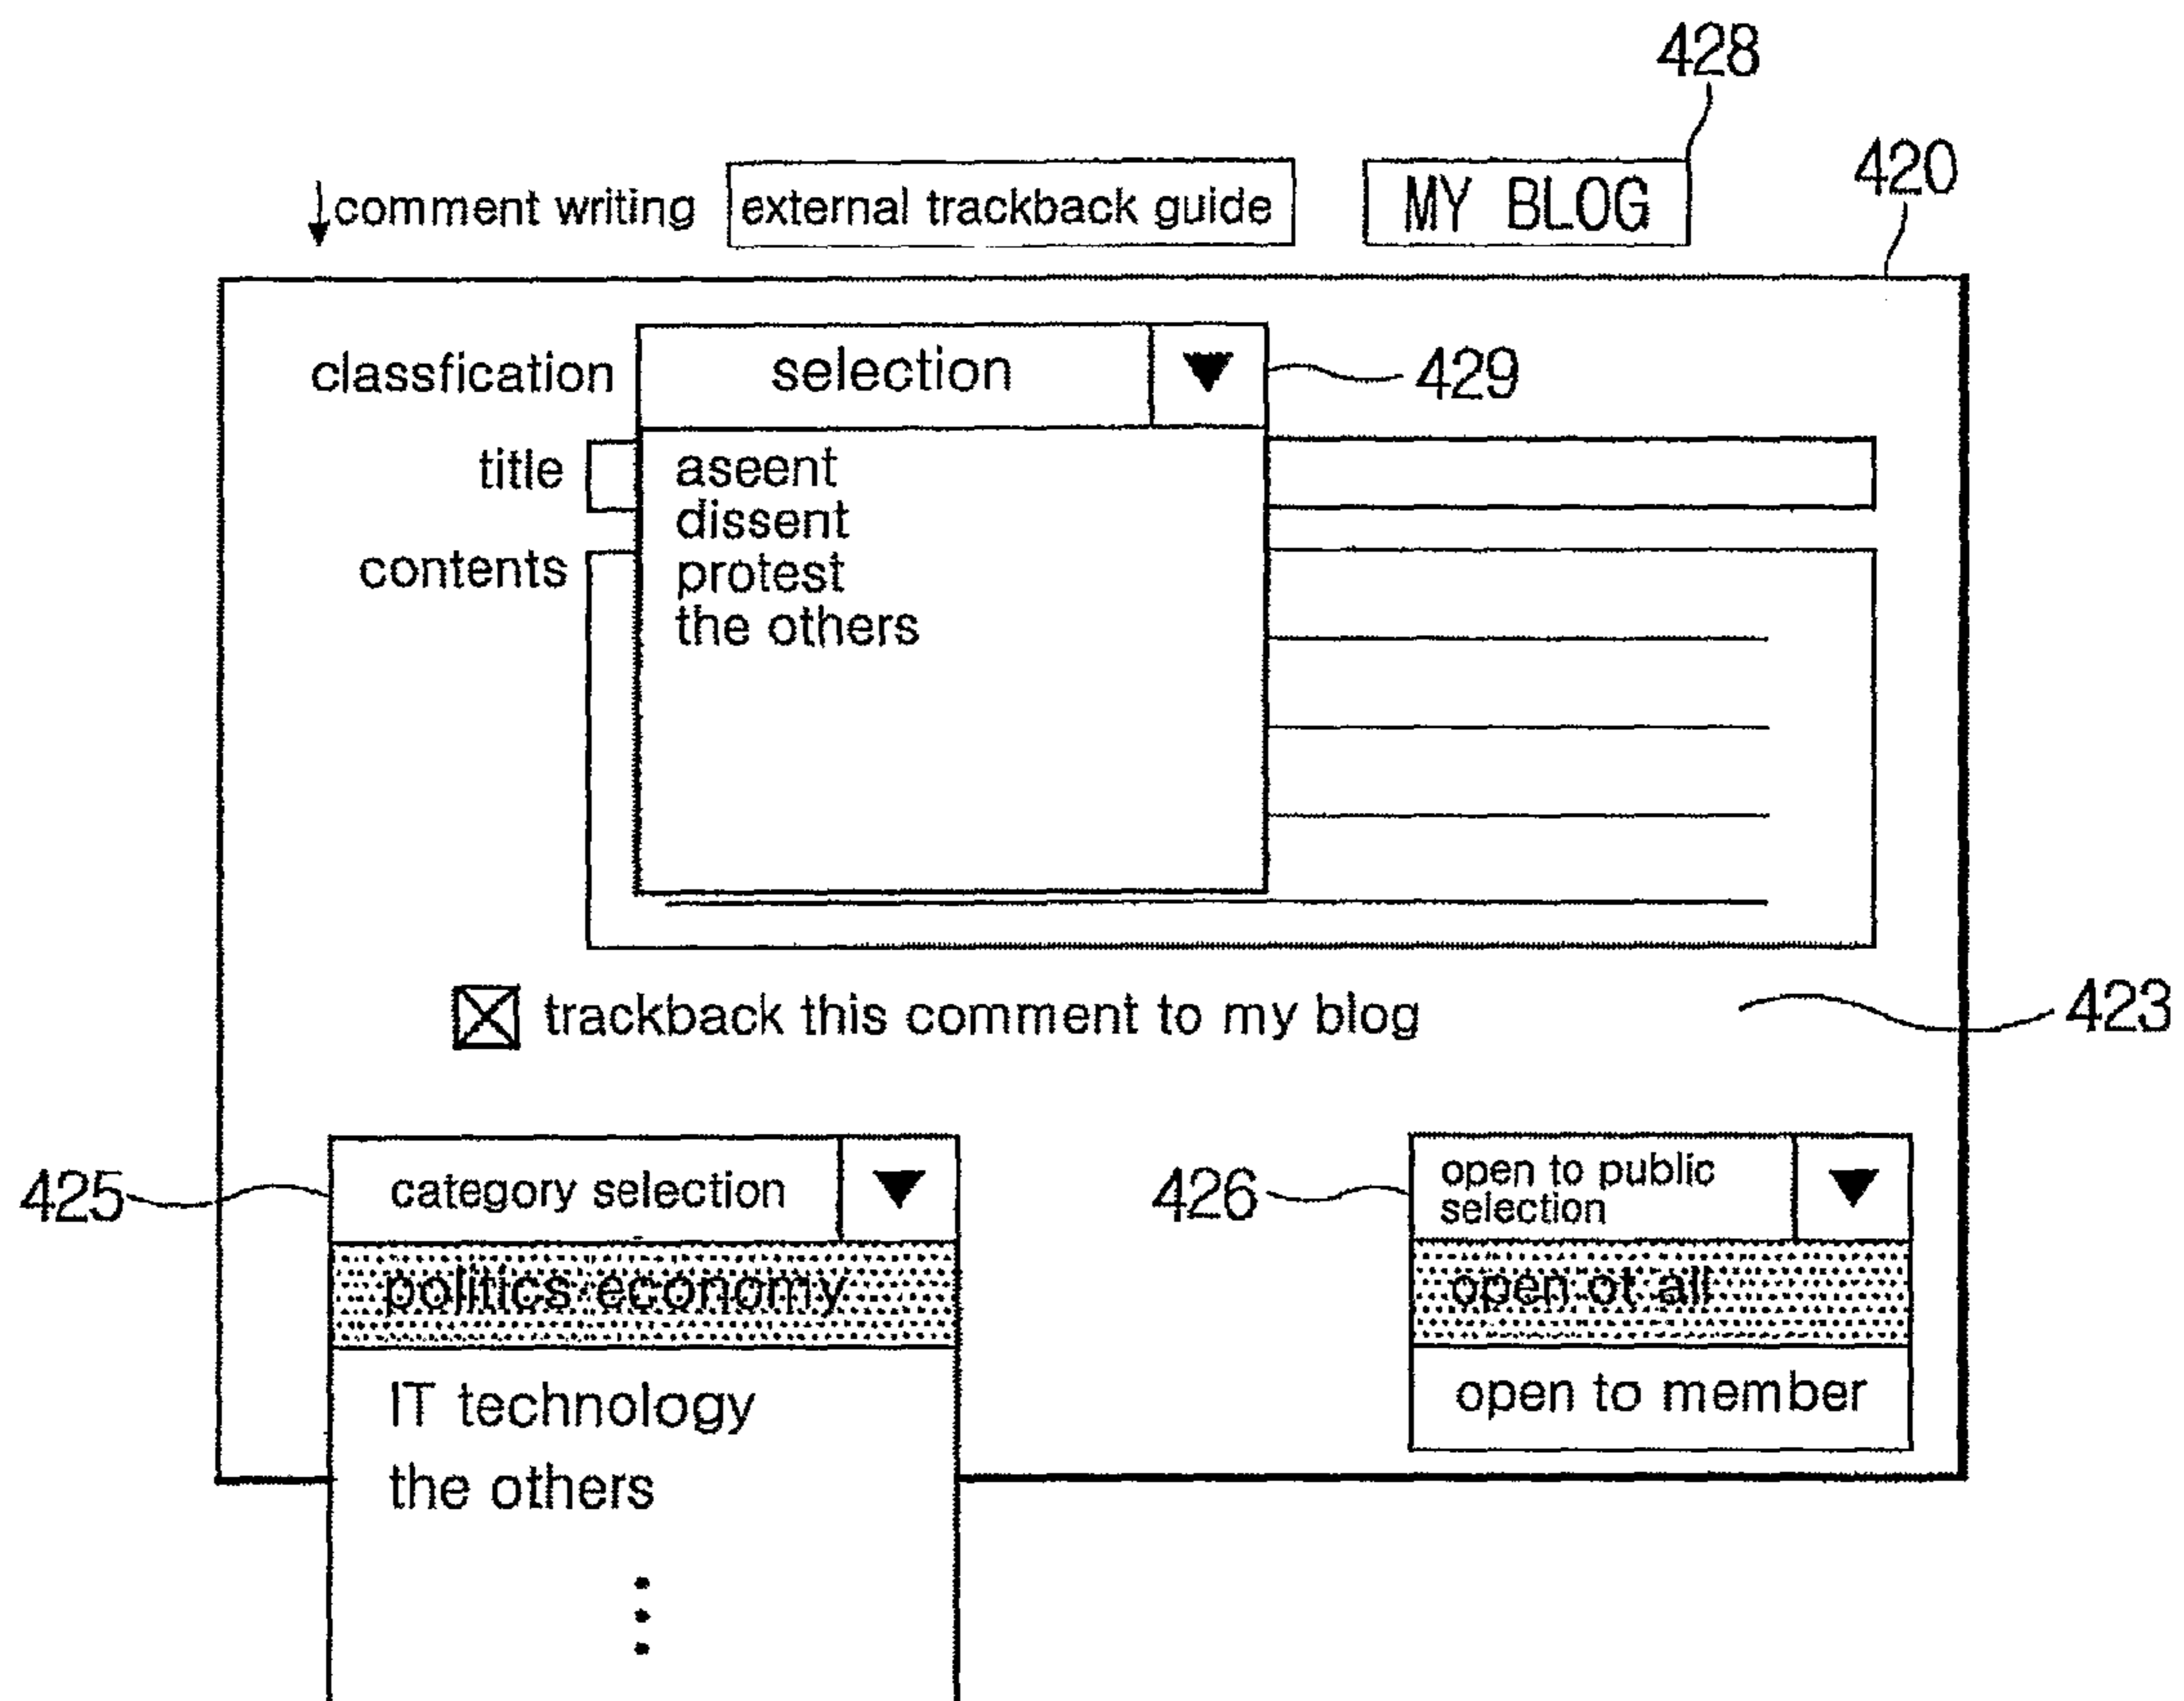 428
↓comment writing external trackback guide MY BLOG 420
classfication selection ▼ 429
title aseent
dissent
contents protest
the others
trackback this comment to my blog 423
425 category selection ▼ 426 open to public
selection ▼
politics·economy open ot all
IT technology open to member
the others